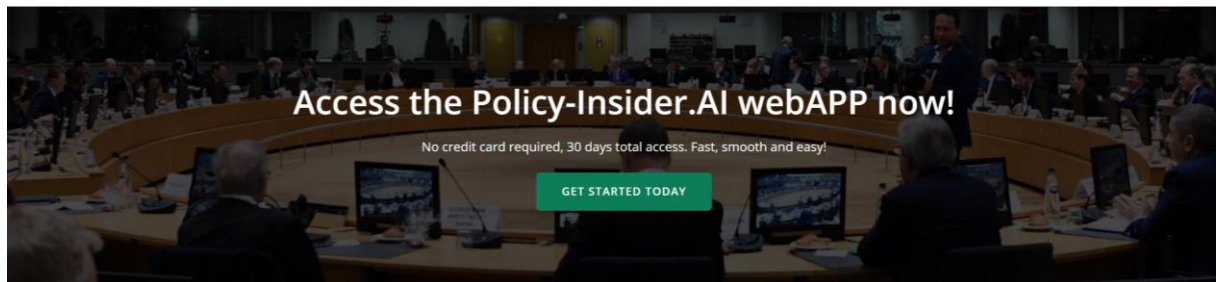 Access the Policy-Insider.AI webAPP now!
No credit card required, 30 days total access. Fast, smooth and easy!
GET STARTED TODAY